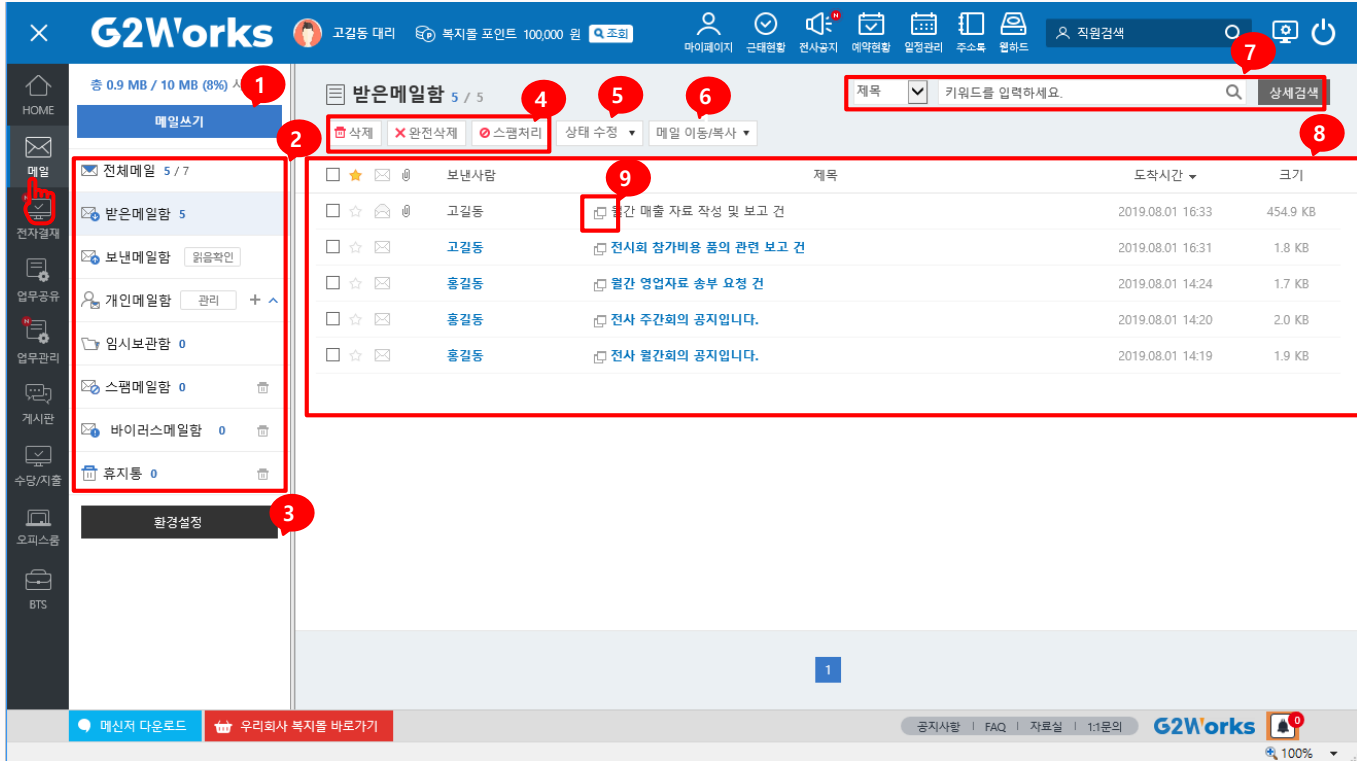 G2Works
고길동 대리
복지몰 포인트 100,000 원
조회
마이페이지
근태현황
N
전사공지
예약현황
일정관리
주소록
웹하드
직원검색
HOME
메일
N
전자결재
업무공유
N
업무관리
게시판
수당/지출
오피스룸
BTS
총 0.9 MB / 10 MB (8%)
1
메일쓰기
2
전체메일 5 / 7
받은메일함 5
보낸메일함 읽음확인
개인메일함 관리 +
임시보관함 0
스팸메일함 0
바이러스메일함 0
휴지통 0
3
환경설정
받은메일함 5 / 5
4
5
6
7
제목
키워드를 입력하세요.
상세검색
삭제
완전삭제
스팸처리
상태 수정 ▼
메일 이동/복사 ▼
8
보낸사람 제목 도착시간 크기
9
고길동 월간 매출 자료 작성 및 보고 건 2019.08.01 16:33 454.9 KB
고길동 전시회 참가비용 품의 관련 보고 건 2019.08.01 16:31 1.8 KB
홍길동 월간 영업자료 송부 요청 건 2019.08.01 14:24 1.7 KB
홍길동 전사 주간회의 공지입니다. 2019.08.01 14:20 2.0 KB
홍길동 전사 월간회의 공지입니다. 2019.08.01 14:19 1.9 KB
1
메신저 다운로드
우리회사 복지몰 바로가기
공지사항 | FAQ | 자료실 | 1:1문의
G2Works
0
100%